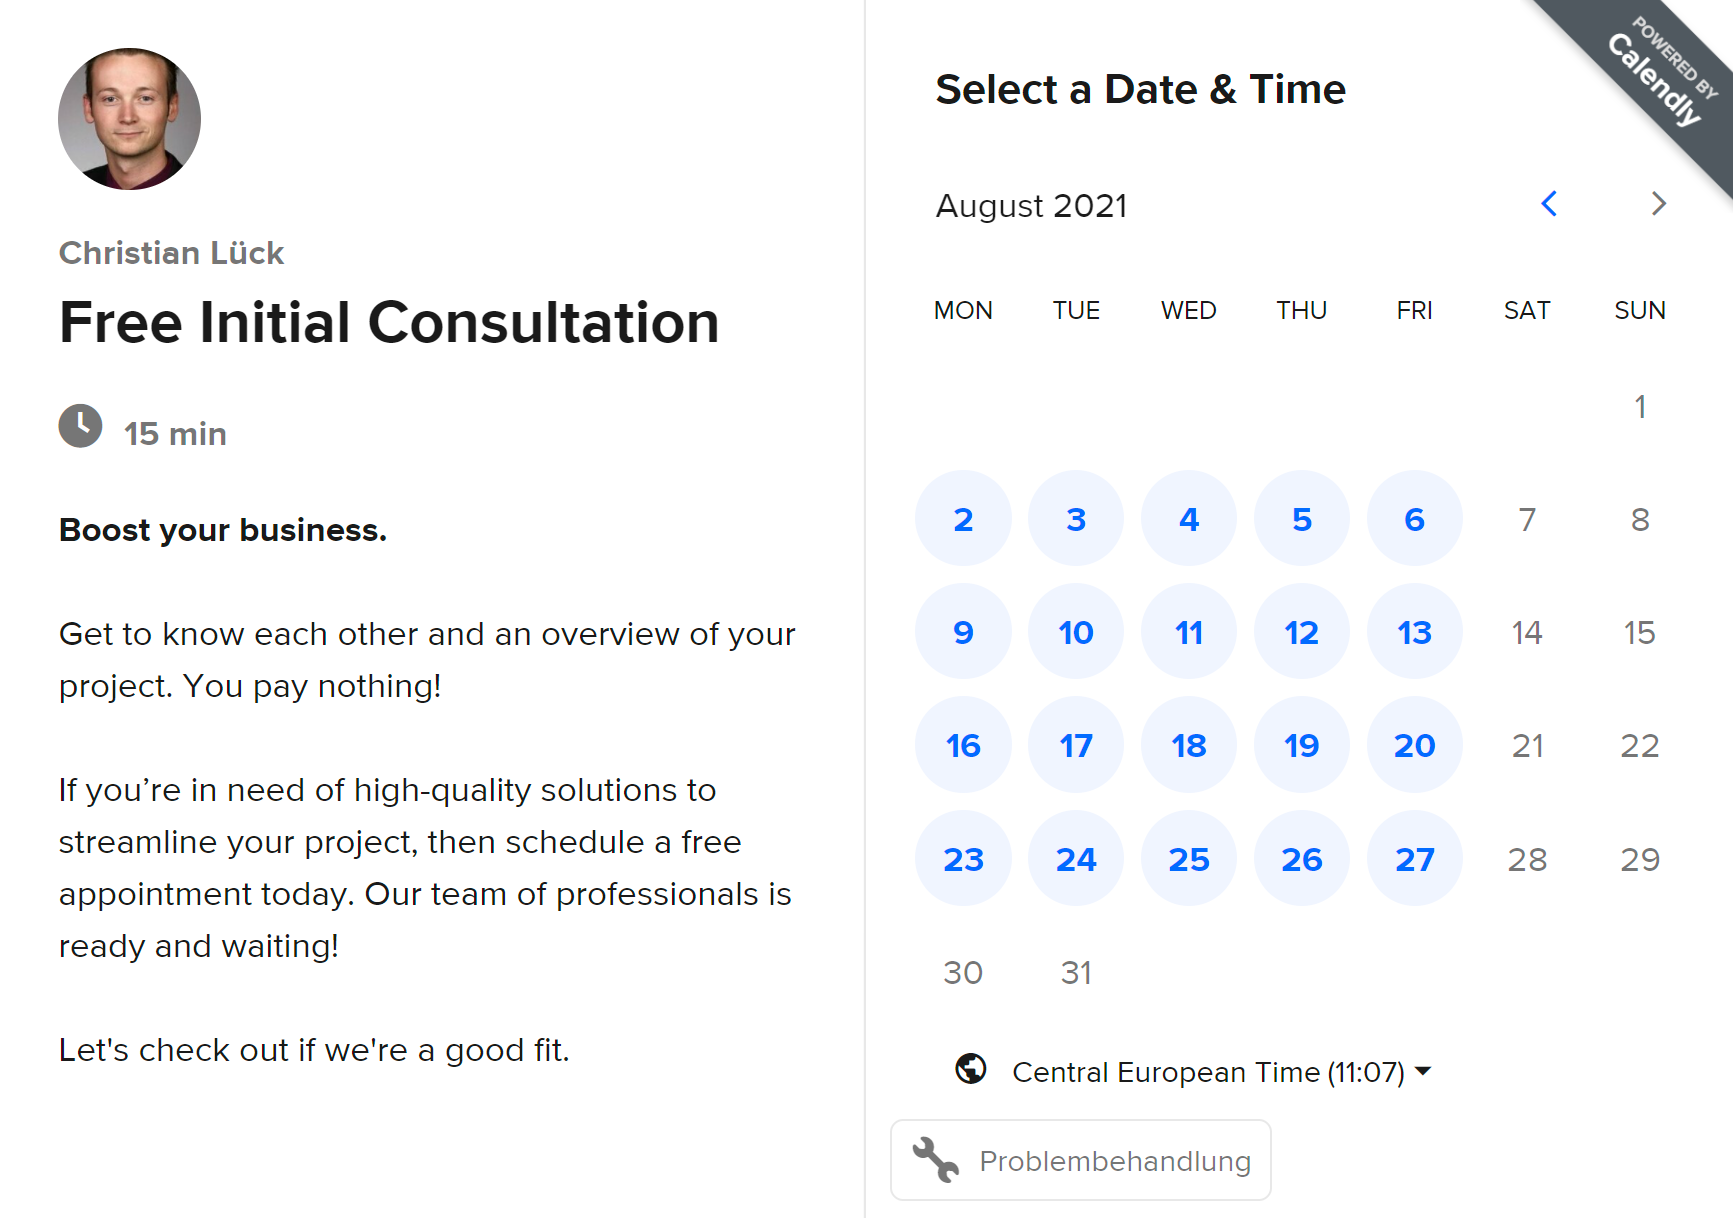 Christian Lück
Free Initial Consultation
15 min
Boost your business.
Get to know each other and an overview of your
project. You pay nothing!
If you’re in need of high-quality solutions to
streamline your project, then schedule a free
appointment today. Our team of professionals is
ready and waiting!
Let's check out if we're a good fit.
POWERED BY
Calendly
Select a Date & Time
August 2021
MON TUE WED THU FRI SAT SUN
1
2 3 4 5 6 7 8
9 10 11 12 13 14 15
16 17 18 19 20 21 22
23 24 25 26 27 28 29
30 31
Central European Time (11:07)
Problembehandlung